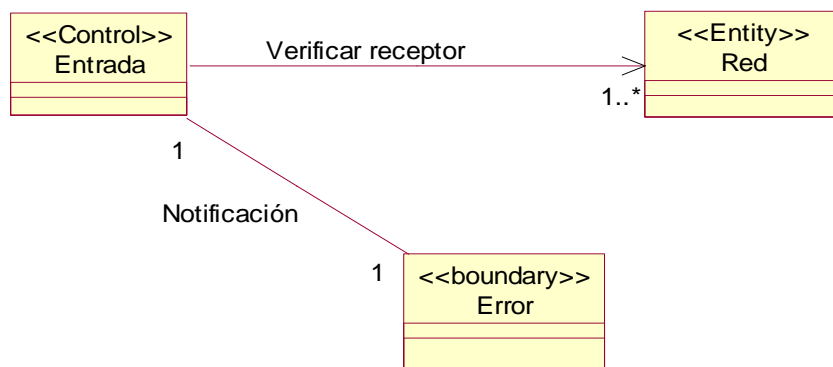 <<Control>>
Entrada
Verificar receptor
<<Entity>>
Red
1..*
1
Notificación
1
<<boundary>>
Error